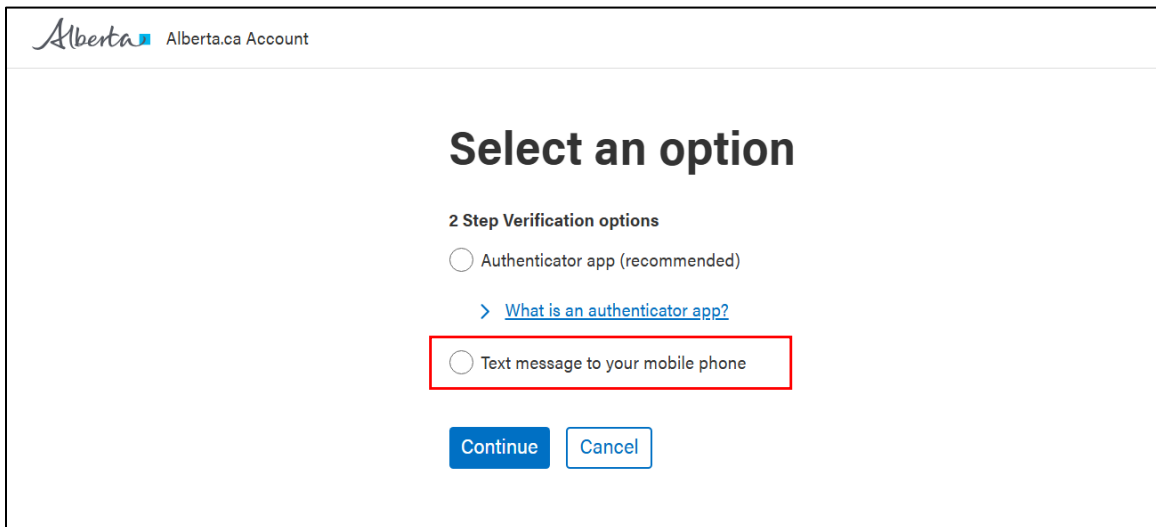 Alberta Alberta.ca Account
Select an option
2 Step Verification options
Authenticator app (recommended)
What is an authenticator app?
Text message to your mobile phone
Continue Cancel